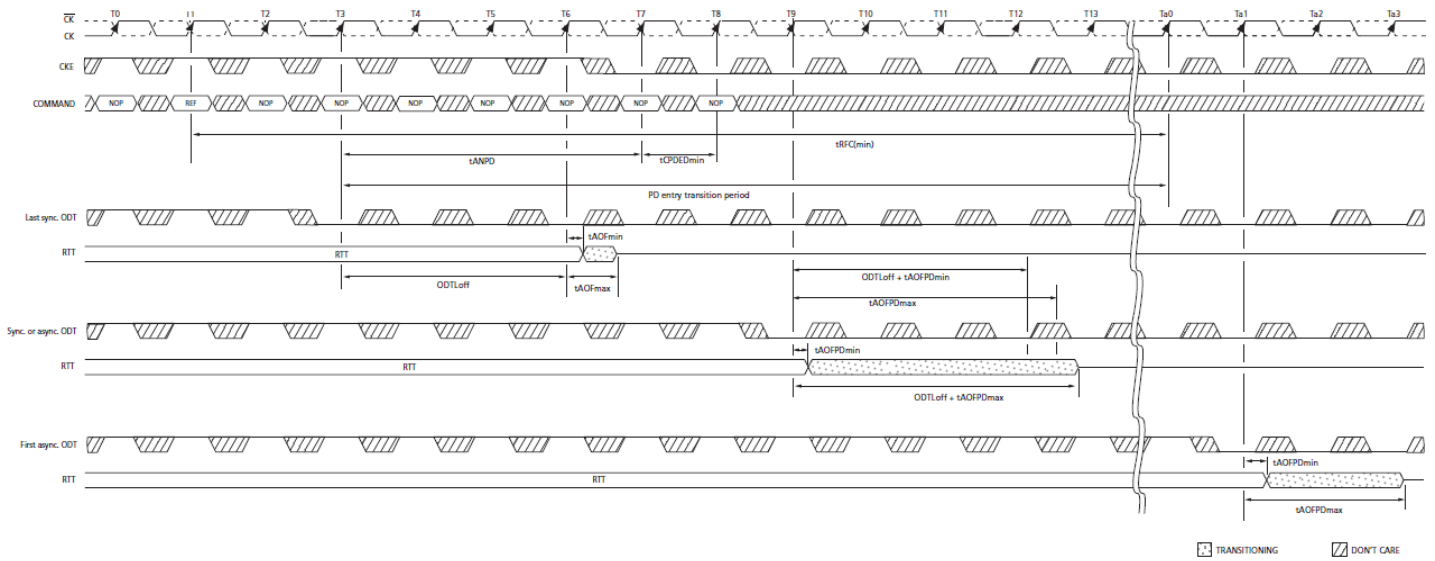 CK T0 T1 T2 T3 T4 T5 T6 T7 T8 T9 T10 T11 T12 T13 Ta0 Ta1 Ta2 Ta3
CK
CKE
COMMAND NOP REF NOP NOP NOP NOP NOP NOP NOP
tRFC(min)
tANPD tCPDEDmin
PD entry transition period
Last sync. ODT
tAOFmin
RTT RTT
ODTLoff + tAOFPDmin
ODTLoff tAOFmax
tAOFPDmax
Sync. or async. ODT
tAOFPDmin
RTT RTT
ODTLoff + tAOFPDmax
First async. ODT
tAOFPDmin
RTT RTT
tAOFPDmax
TRANSITIONING DON'T CARE